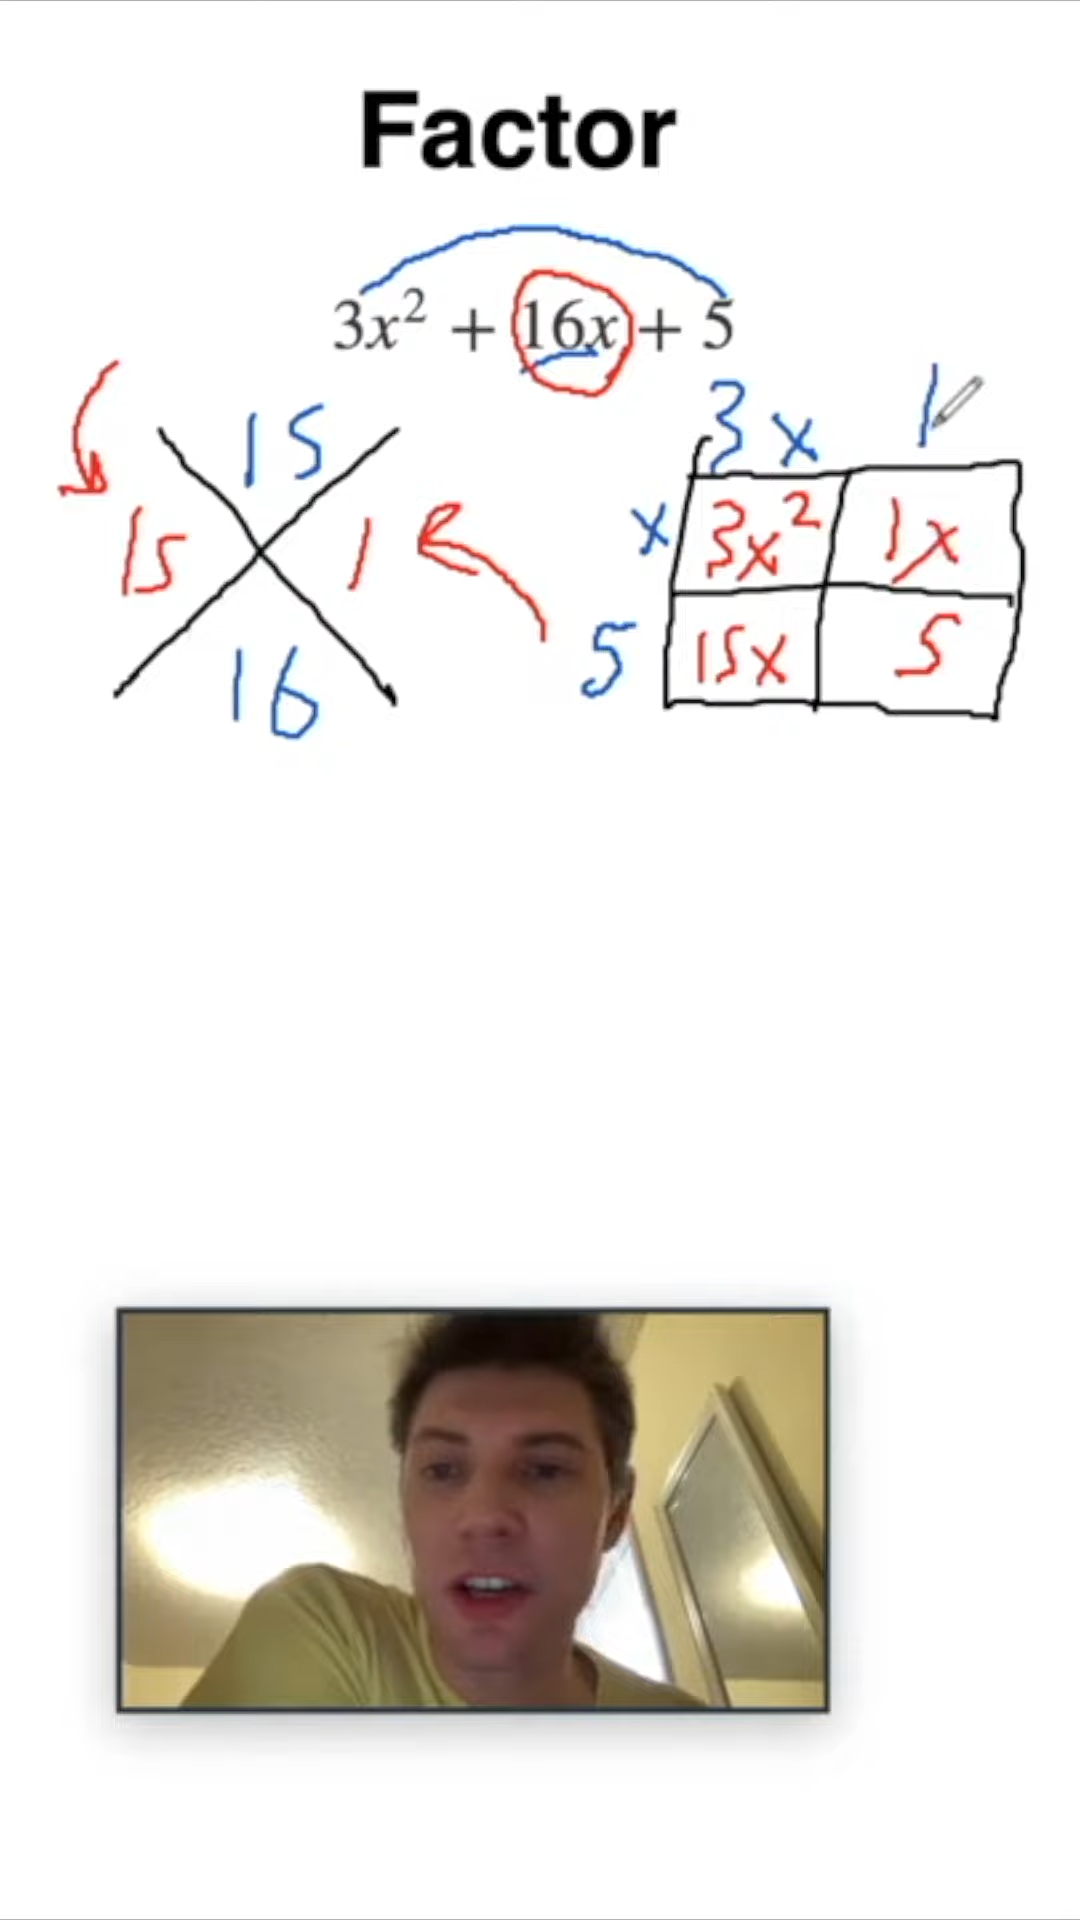 Factor
3x² + 16x + 5
15
15 1
16
3x 1
x 3x² 1x
5 15x 5